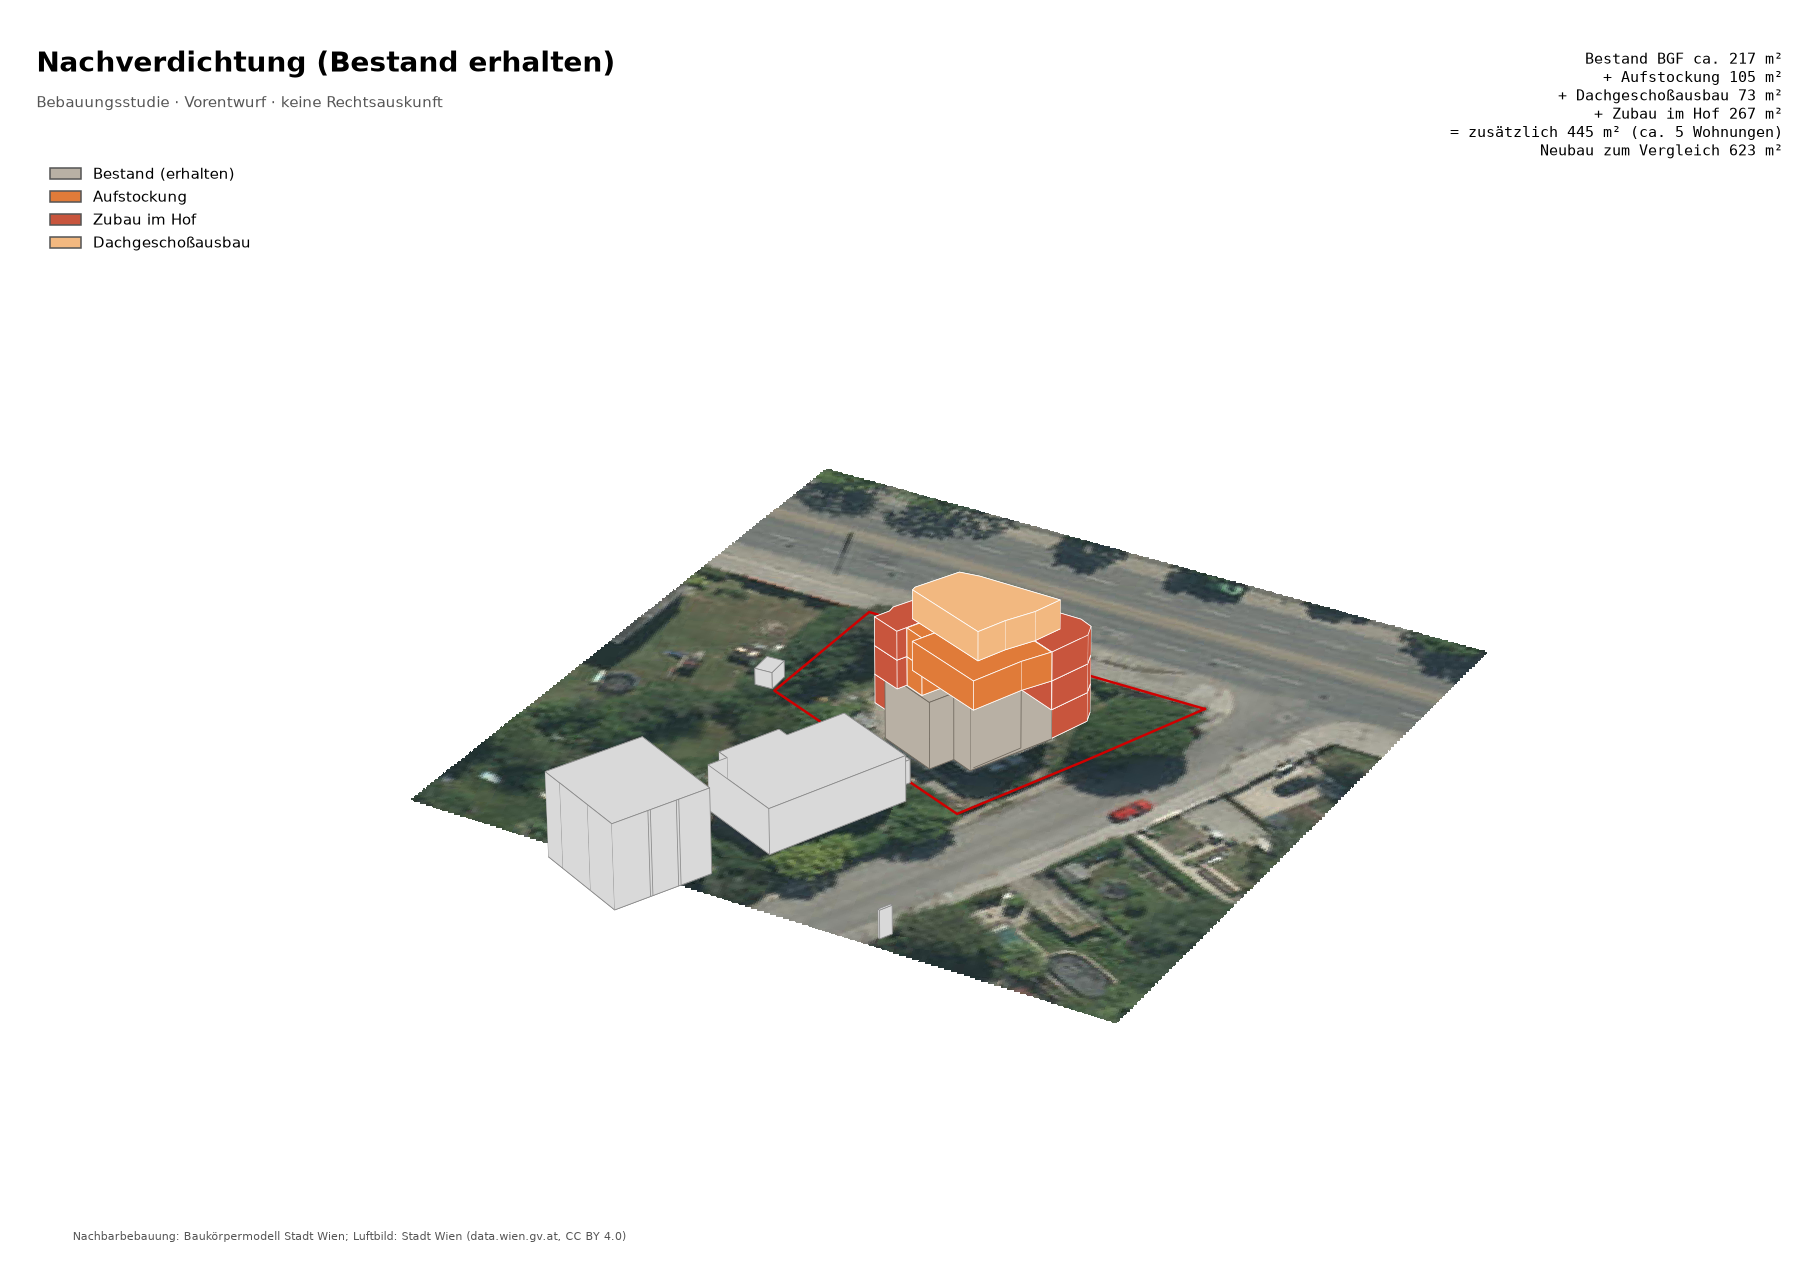 Nachverdichtung (Bestand erhalten)
Bebauungsstudie · Vorentwurf · keine Rechtsauskunft
Bestand BGF ca. 217 m²
+ Aufstockung 105 m²
+ Dachgeschoßausbau 73 m²
+ Zubau im Hof 267 m²
= zusätzlich 445 m² (ca. 5 Wohnungen)
Neubau zum Vergleich 623 m²
Bestand (erhalten)
Aufstockung
Zubau im Hof
Dachgeschoßausbau
Nachbarbebauung: Baukörpermodell Stadt Wien; Luftbild: Stadt Wien (data.wien.gv.at, CC BY 4.0)